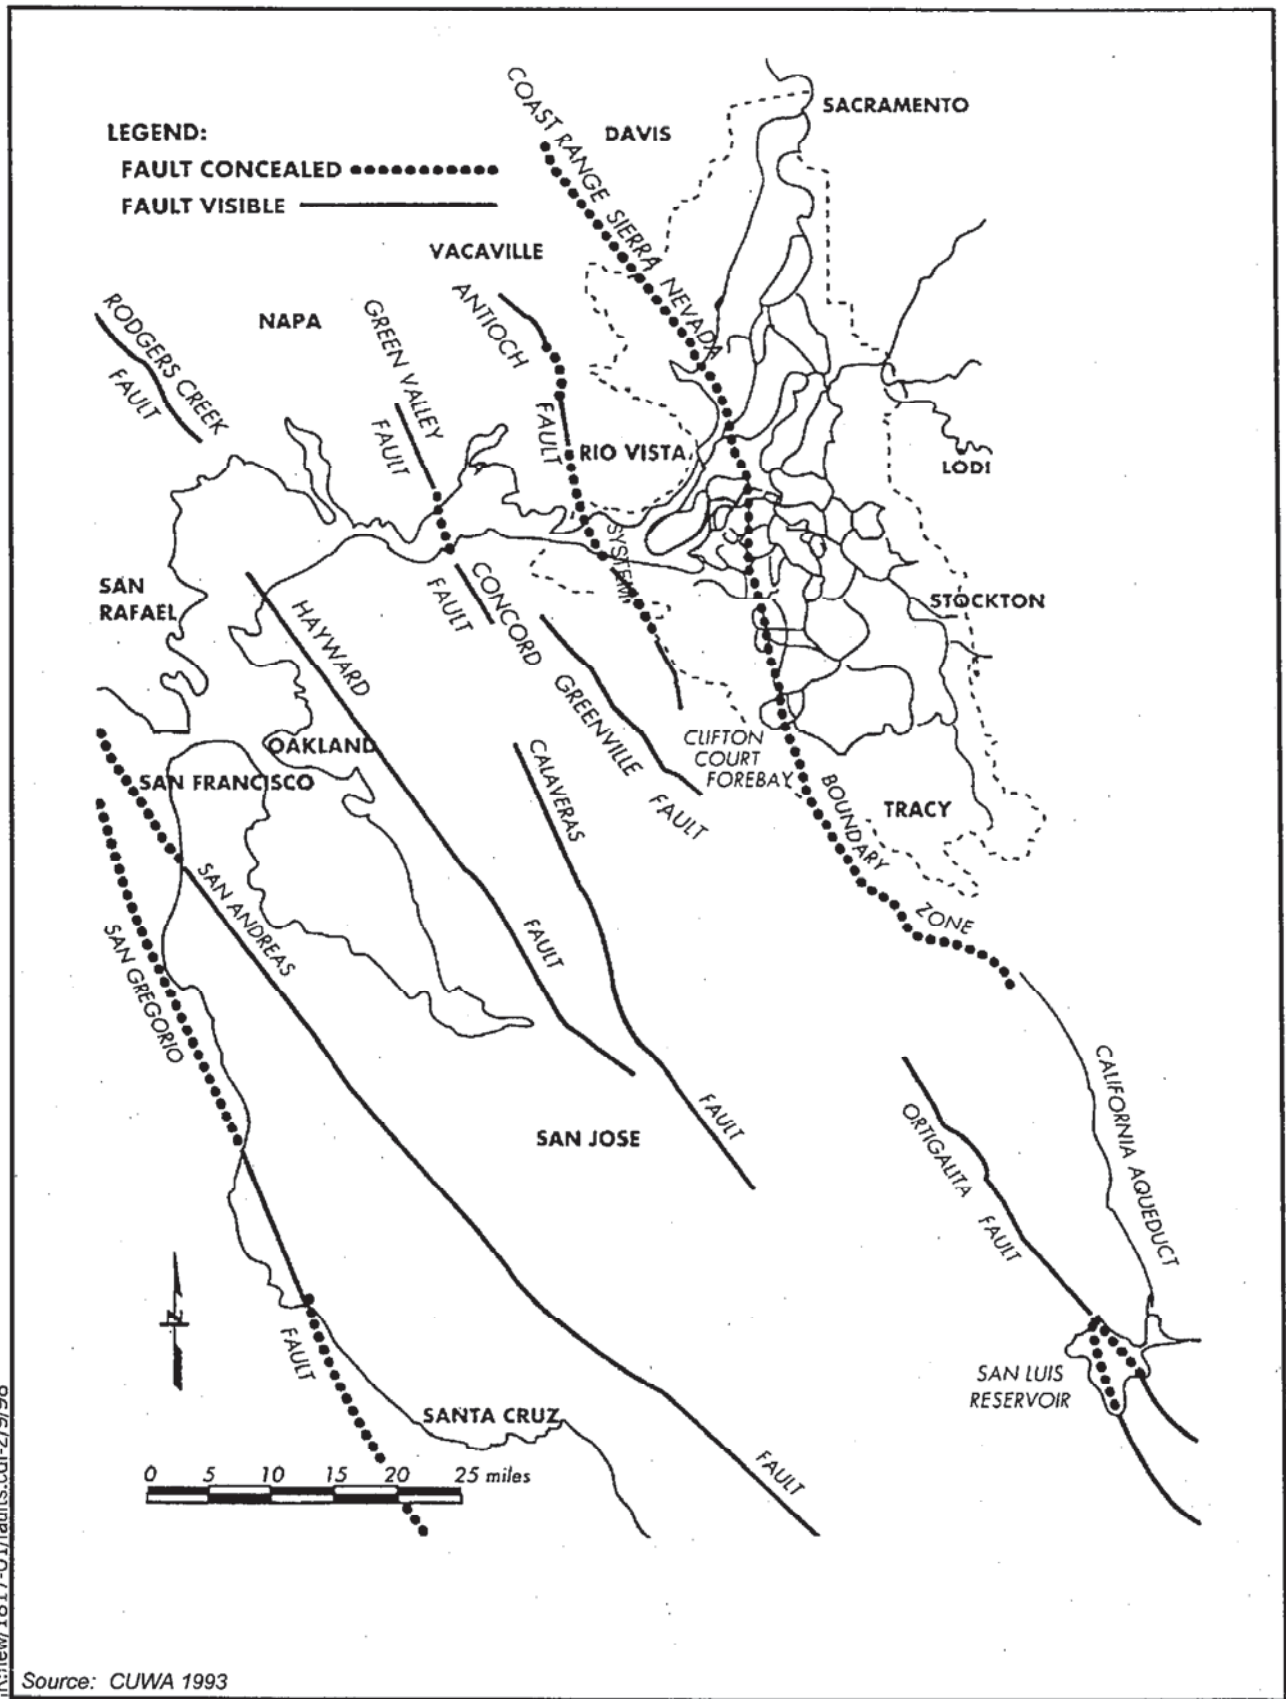 COAST RANGE SIERRA NEVADA
SACRAMENTO
DAVIS
LEGEND:
FAULT CONCEALED
FAULT VISIBLE
VACAVILLE
ANTIOCH
FAULT
SYSTEM
RODGERS CREEK
FAULT
NAPA
GREEN VALLEY
FAULT
RIO VISTA
LODI
SAN
RAFAEL
HAYWARD
FAULT
CONCORD
FAULT
STOCKTON
GREENVILLE
FAULT
CLIFTON
COURT
FOREBAY
OAKLAND
SAN FRANCISCO
CALAVERAS
FAULT
BOUNDARY
ZONE
TRACY
SAN ANDREAS
FAULT
SAN GREGORIO
FAULT
SAN JOSE
ORTIGALITA
FAULT
CALIFORNIA AQUEDUCT
SAN LUIS
RESERVOIR
SANTA CRUZ
0 5 10 15 20 25 miles
Source: CUWA 1993